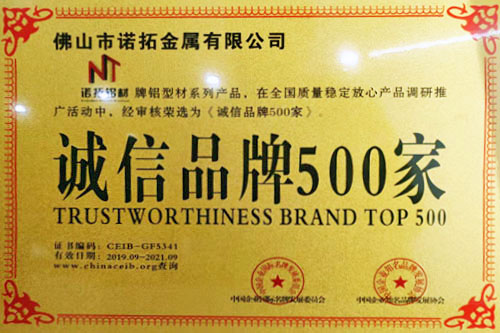 佛山市诺拓金属有限公司
NT
诺拓铝材 牌铝型材系列产品，在全国质量稳定放心产品调研推
广活动中，经审核荣选为《诚信品牌500家》。
诚信品牌500家
TRUSTWORTHINESS BRAND TOP 500
证书编码：CEIB-GF5341
有效日期：2019.09-2021.09
www.chinaceib.org查询